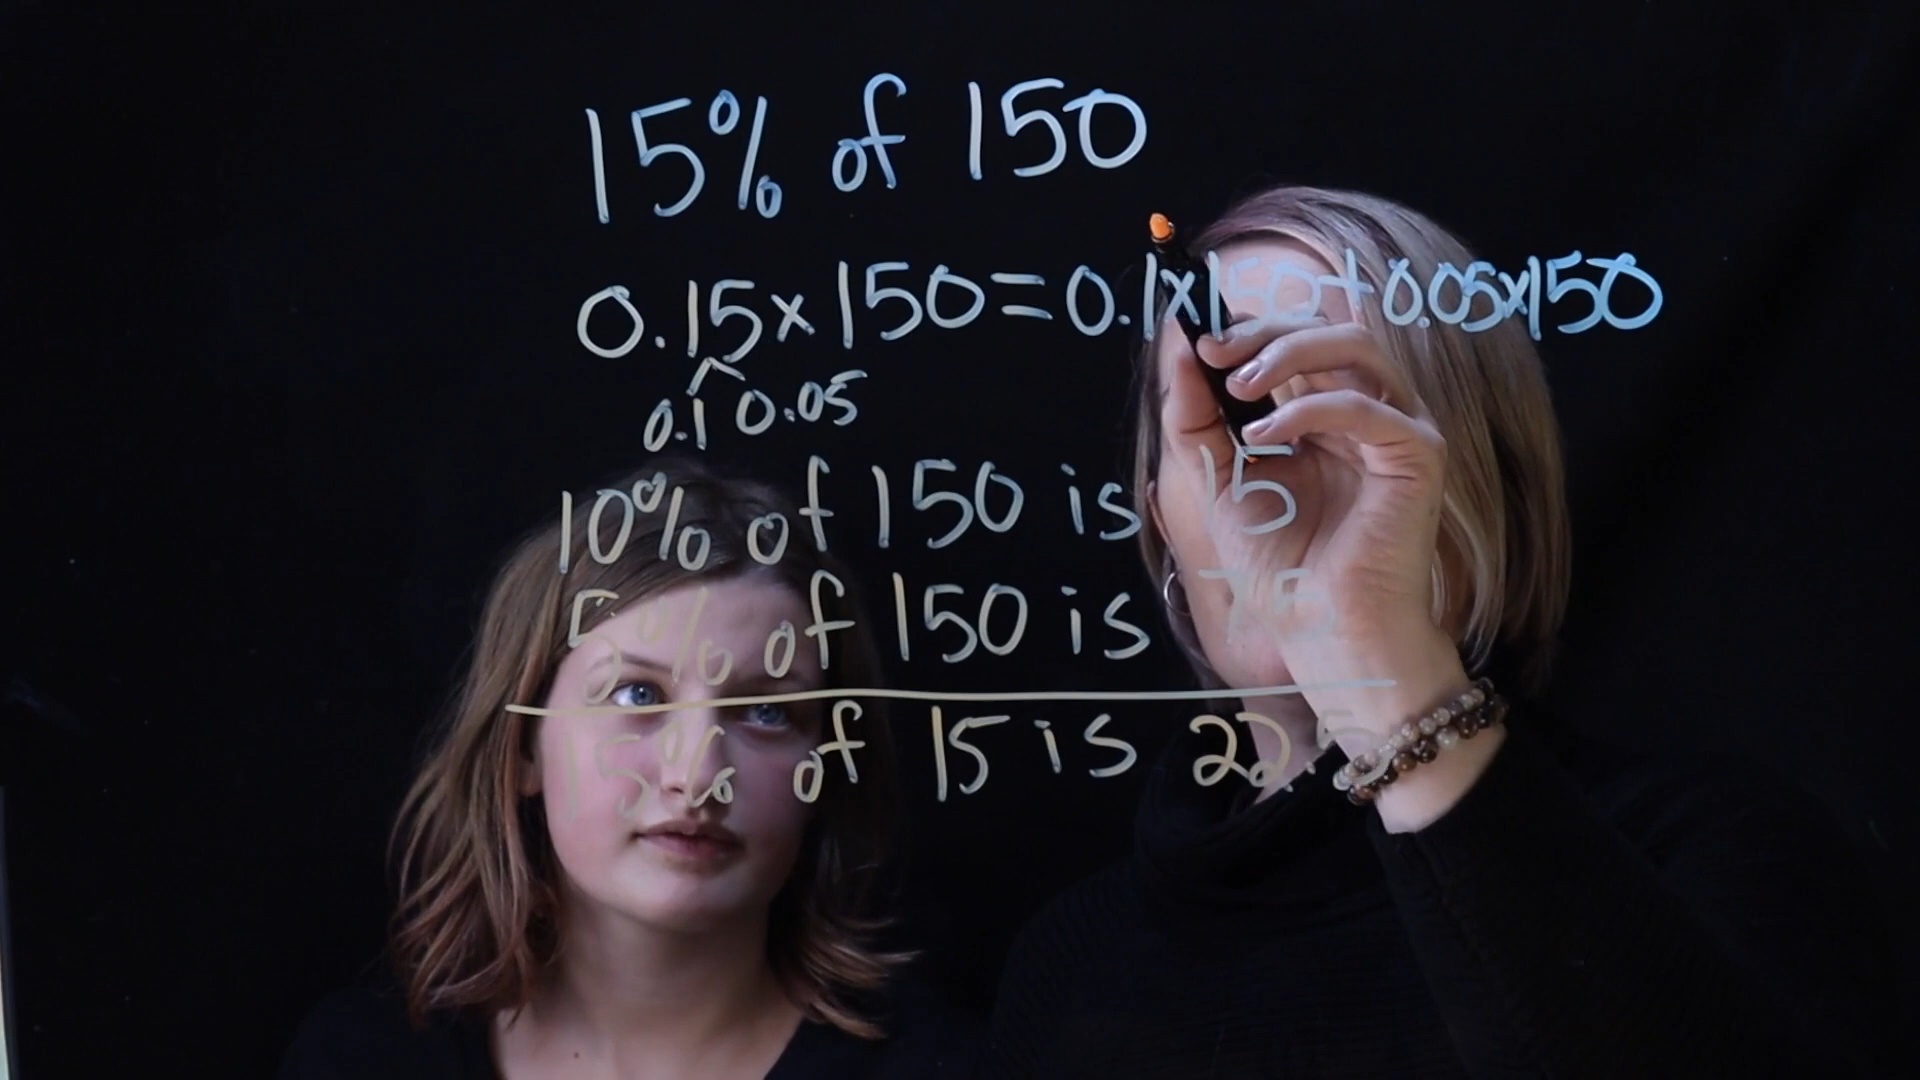 15% of 150
0.15×150=0.1×150+0.05×150
0.1 0.05
10% of 150 is 15
5% of 150 is 7.5
15% of 15 is 22.5